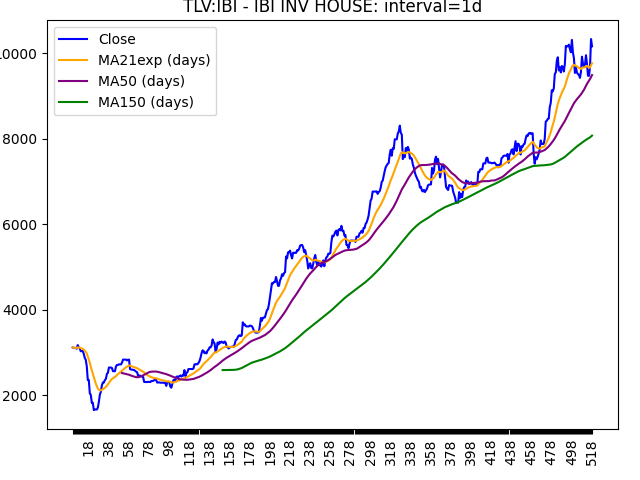 TLV:IBI - IBI INV HOUSE: interval=1d
Close
MA21exp (days)
MA50 (days)
MA150 (days)
10000
8000
6000
4000
2000
18 38 58 78 98 118 138 158 178 198 218 238 258 278 298 318 338 358 378 398 418 438 458 478 498 518